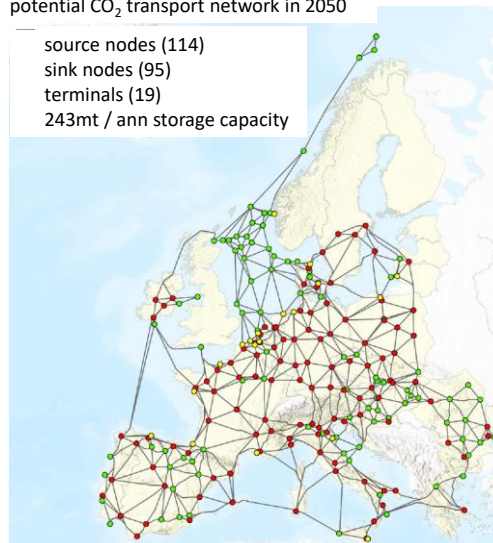 potential CO₂ transport network in 2050
source nodes (114)
sink nodes (95)
terminals (19)
243mt / ann storage capacity